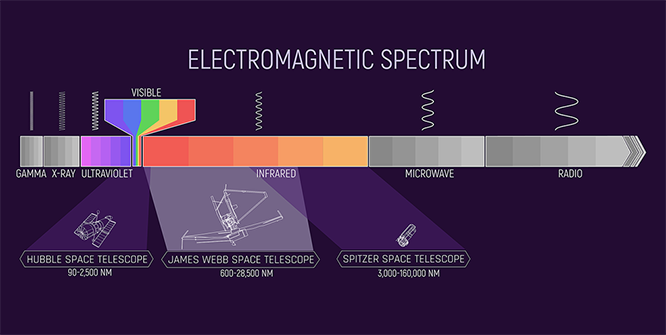 ELECTROMAGNETIC SPECTRUM
VISIBLE
GAMMA X-RAY ULTRAVIOLET INFRARED MICROWAVE RADIO
HUBBLE SPACE TELESCOPE
90-2,500 NM
JAMES WEBB SPACE TELESCOPE
600-28,500 NM
SPITZER SPACE TELESCOPE
3,000-160,000 NM